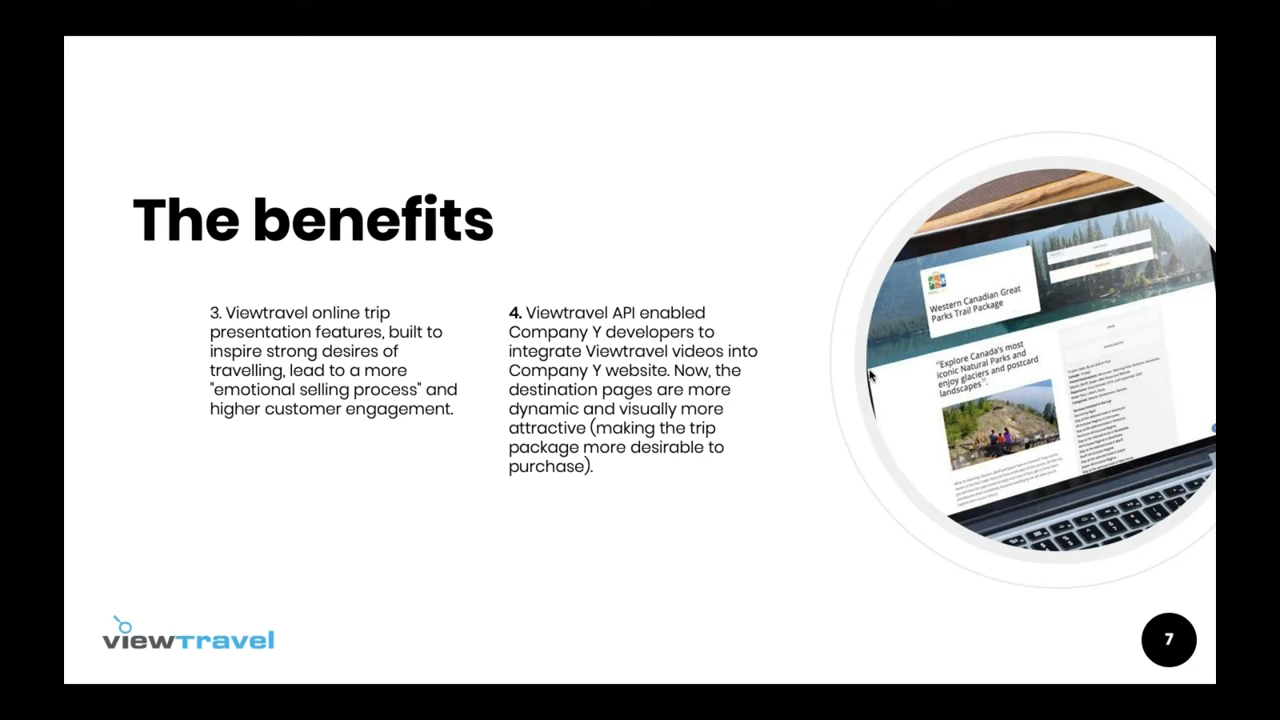 The benefits
3. Viewtravel online trip
presentation features, built to
inspire strong desires of
travelling, lead to a more
"emotional selling process" and
higher customer engagement.
4. Viewtravel API enabled
Company Y developers to
integrate Viewtravel videos into
Company Y website. Now, the
destination pages are more
dynamic and visually more
attractive (making the trip
package more desirable to
purchase).
Western Canadian Great
Parks Trail Package
"Explore Canada's most
iconic Natural Parks and
enjoy glaciers and postcard
landscapes".
viewtravel
7